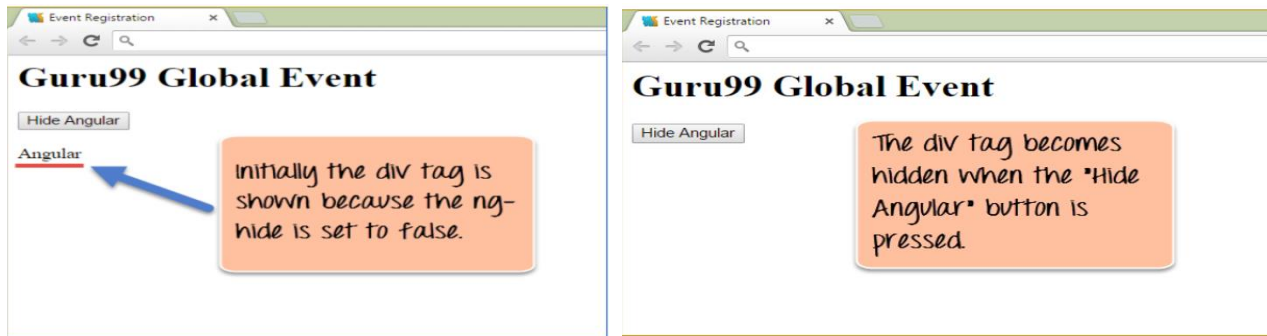 Event Registration
Guru99 Global Event
Hide Angular
Angular
Initially the div tag is
shown because the ng-
hide is set to false.
Event Registration
Guru99 Global Event
Hide Angular
The div tag becomes
hidden when the "Hide
Angular" button is
pressed.